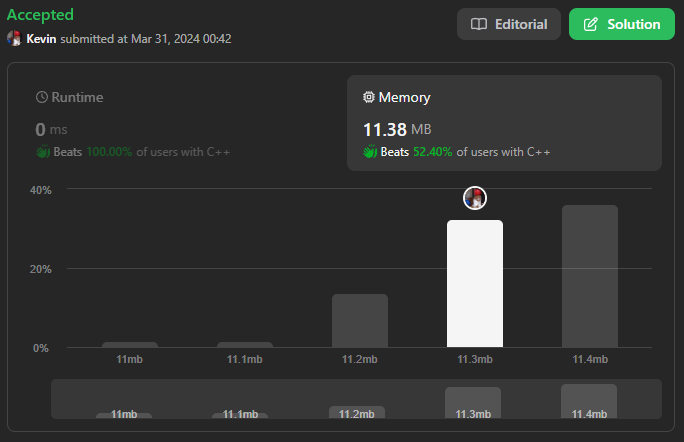 Accepted
Kevin submitted at Mar 31, 2024 00:42
Editorial
Solution
Runtime
0 ms
Beats 100.00% of users with C++
Memory
11.38 MB
Beats 52.40% of users with C++
40%
20%
0%
11mb 11.1mb 11.2mb 11.3mb 11.4mb
11mb 11.1mb 11.2mb 11.3mb 11.4mb